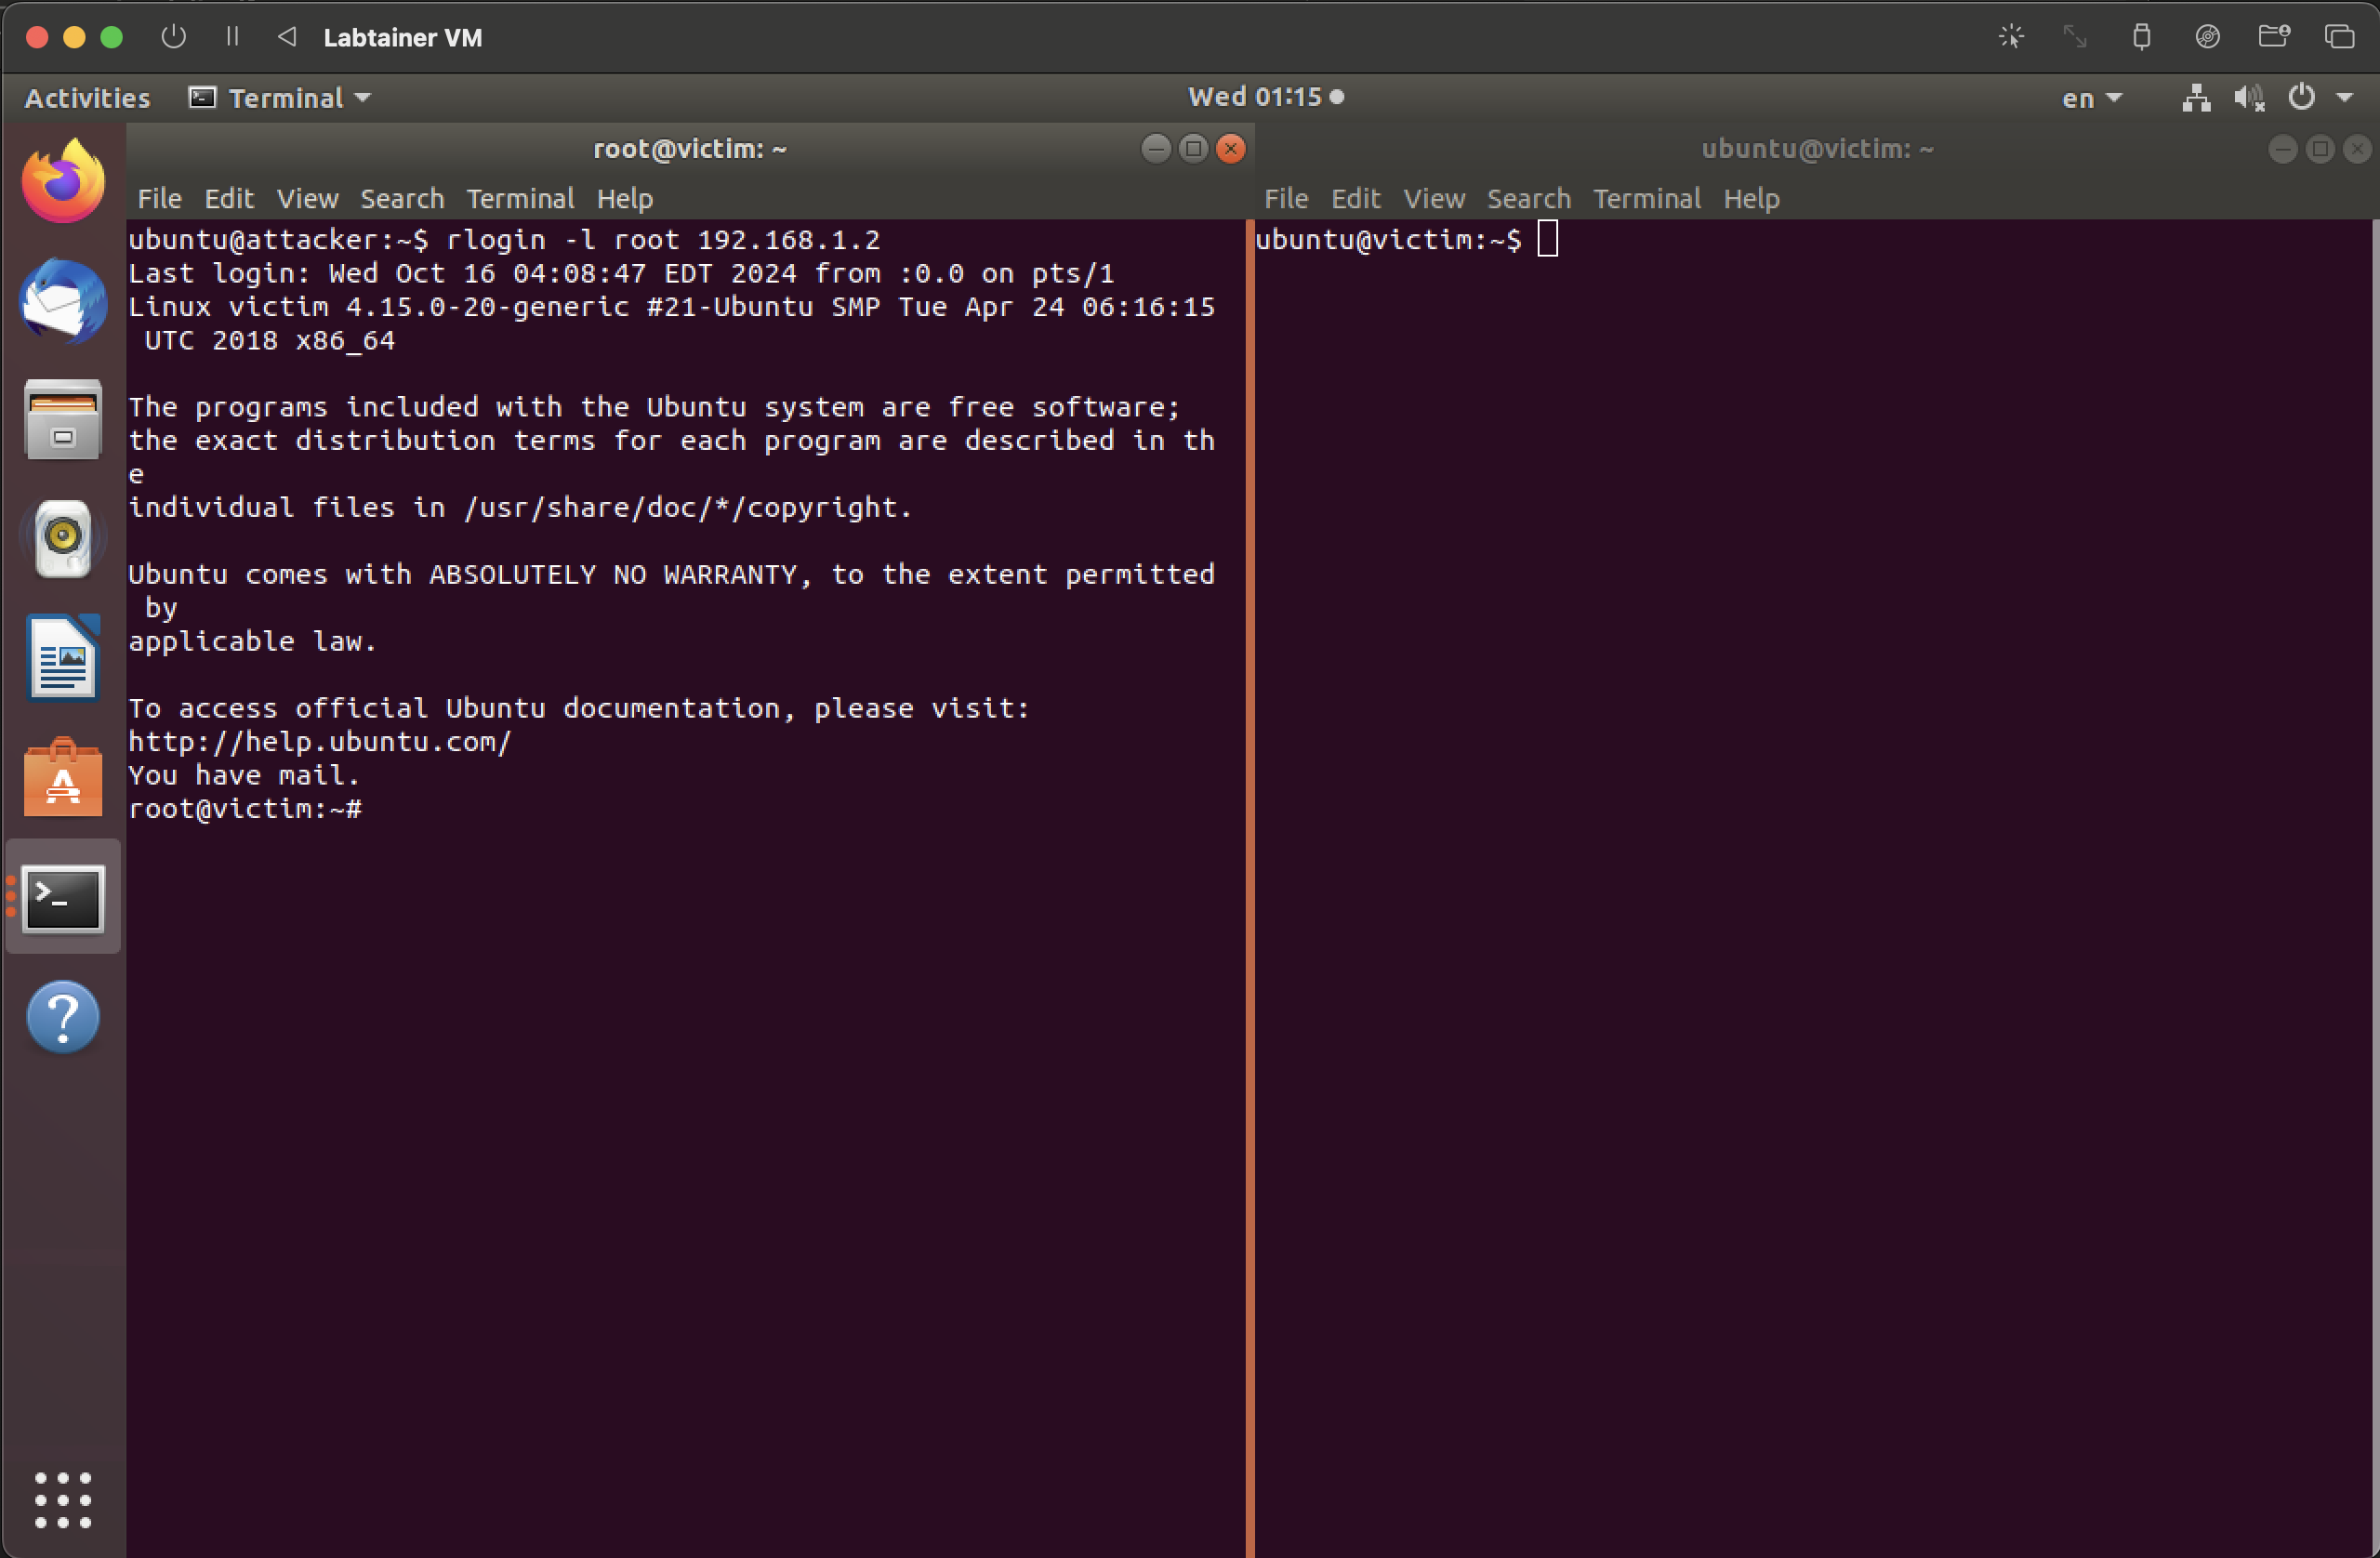 Labtainer VM
Activities Terminal Wed 01:15 en
root@victim: ~
File Edit View Search Terminal Help
ubuntu@attacker:~$ rlogin -l root 192.168.1.2
Last login: Wed Oct 16 04:08:47 EDT 2024 from :0.0 on pts/1
Linux victim 4.15.0-20-generic #21-Ubuntu SMP Tue Apr 24 06:16:15
 UTC 2018 x86_64

The programs included with the Ubuntu system are free software;
the exact distribution terms for each program are described in th
e
individual files in /usr/share/doc/*/copyright.

Ubuntu comes with ABSOLUTELY NO WARRANTY, to the extent permitted
 by
applicable law.

To access official Ubuntu documentation, please visit:
http://help.ubuntu.com/
You have mail.
root@victim:~#
ubuntu@victim: ~
File Edit View Search Terminal Help
ubuntu@victim:~$